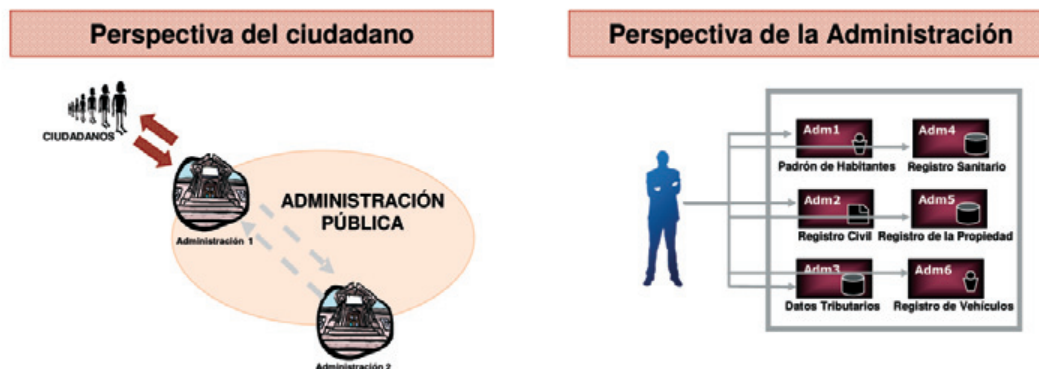 Perspectiva del ciudadano
CIUDADANOS
ADMINISTRACIÓN
PÚBLICA
Administración 1
Administración 2
Perspectiva de la Administración
Adm1
Adm4
Padrón de Habitantes
Registro Sanitario
Adm2
Adm5
Registro Civil
Registro de la Propiedad
Adm3
Adm6
Datos Tributarios
Registro de Vehículos